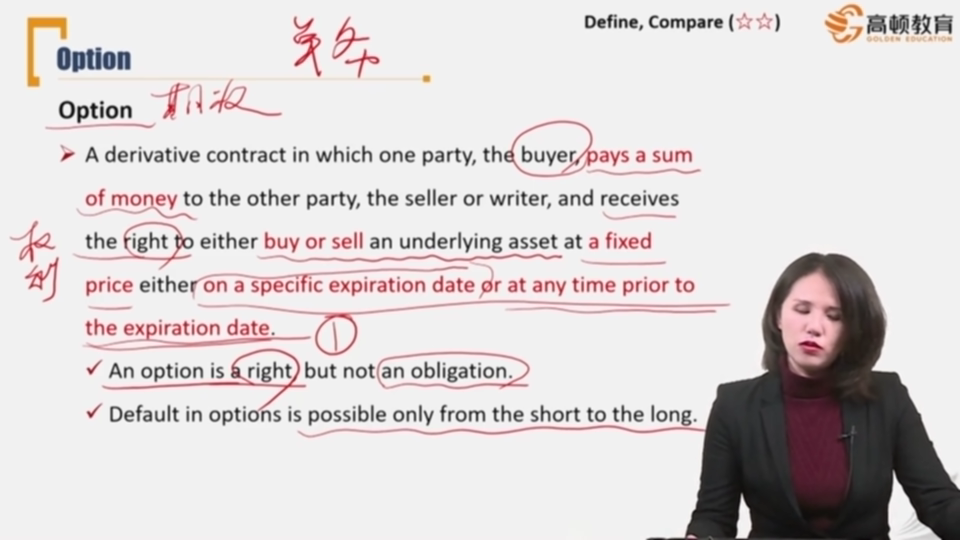 Define, Compare (☆☆)
高顿教育
GOLDEN EDUCATION
Option
Option 期权
➤ A derivative contract in which one party, the buyer, pays a sum
of money to the other party, the seller or writer, and receives
the right to either buy or sell an underlying asset at a fixed
price either on a specific expiration date or at any time prior to
the expiration date. ①
✓ An option is a right, but not an obligation.
✓ Default in options is possible only from the short to the long.
权利